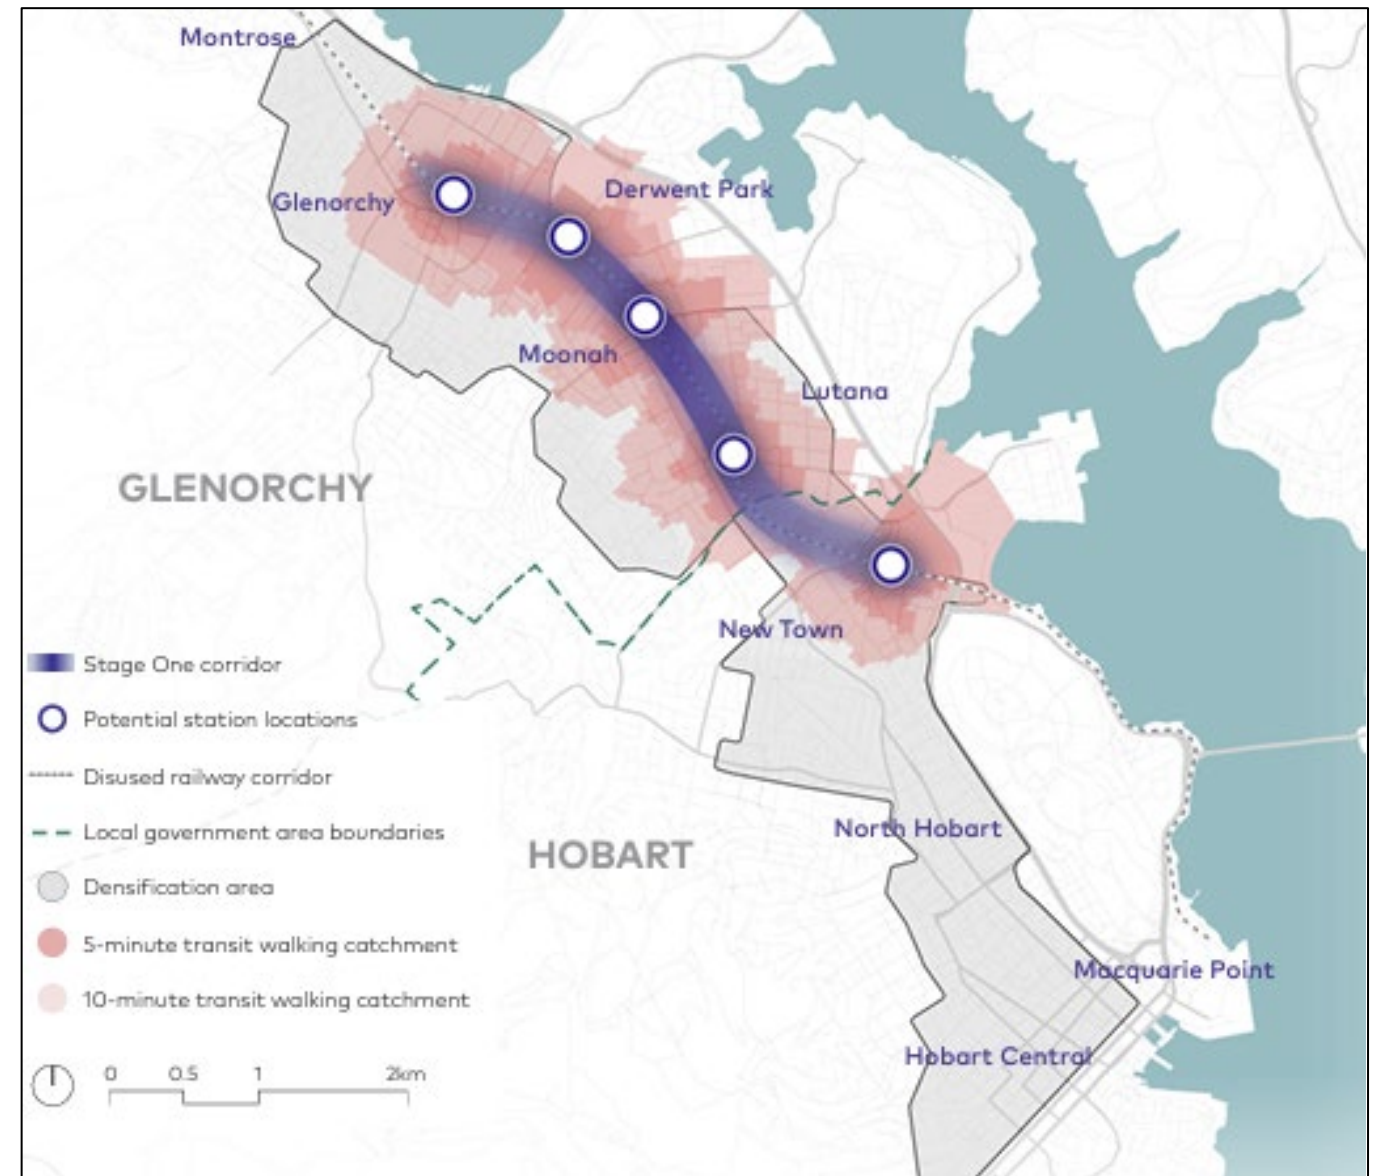 Montrose
Derwent Park
Glenorchy
Moonah
Lutana
GLENORCHY
New Town
Stage One corridor
Potential station locations
Disused railway corridor
Local government area boundaries
North Hobart
HOBART
Densification area
5-minute transit walking catchment
Macquarie Point
10-minute transit walking catchment
Hobart Central
0 0.5 1 2km